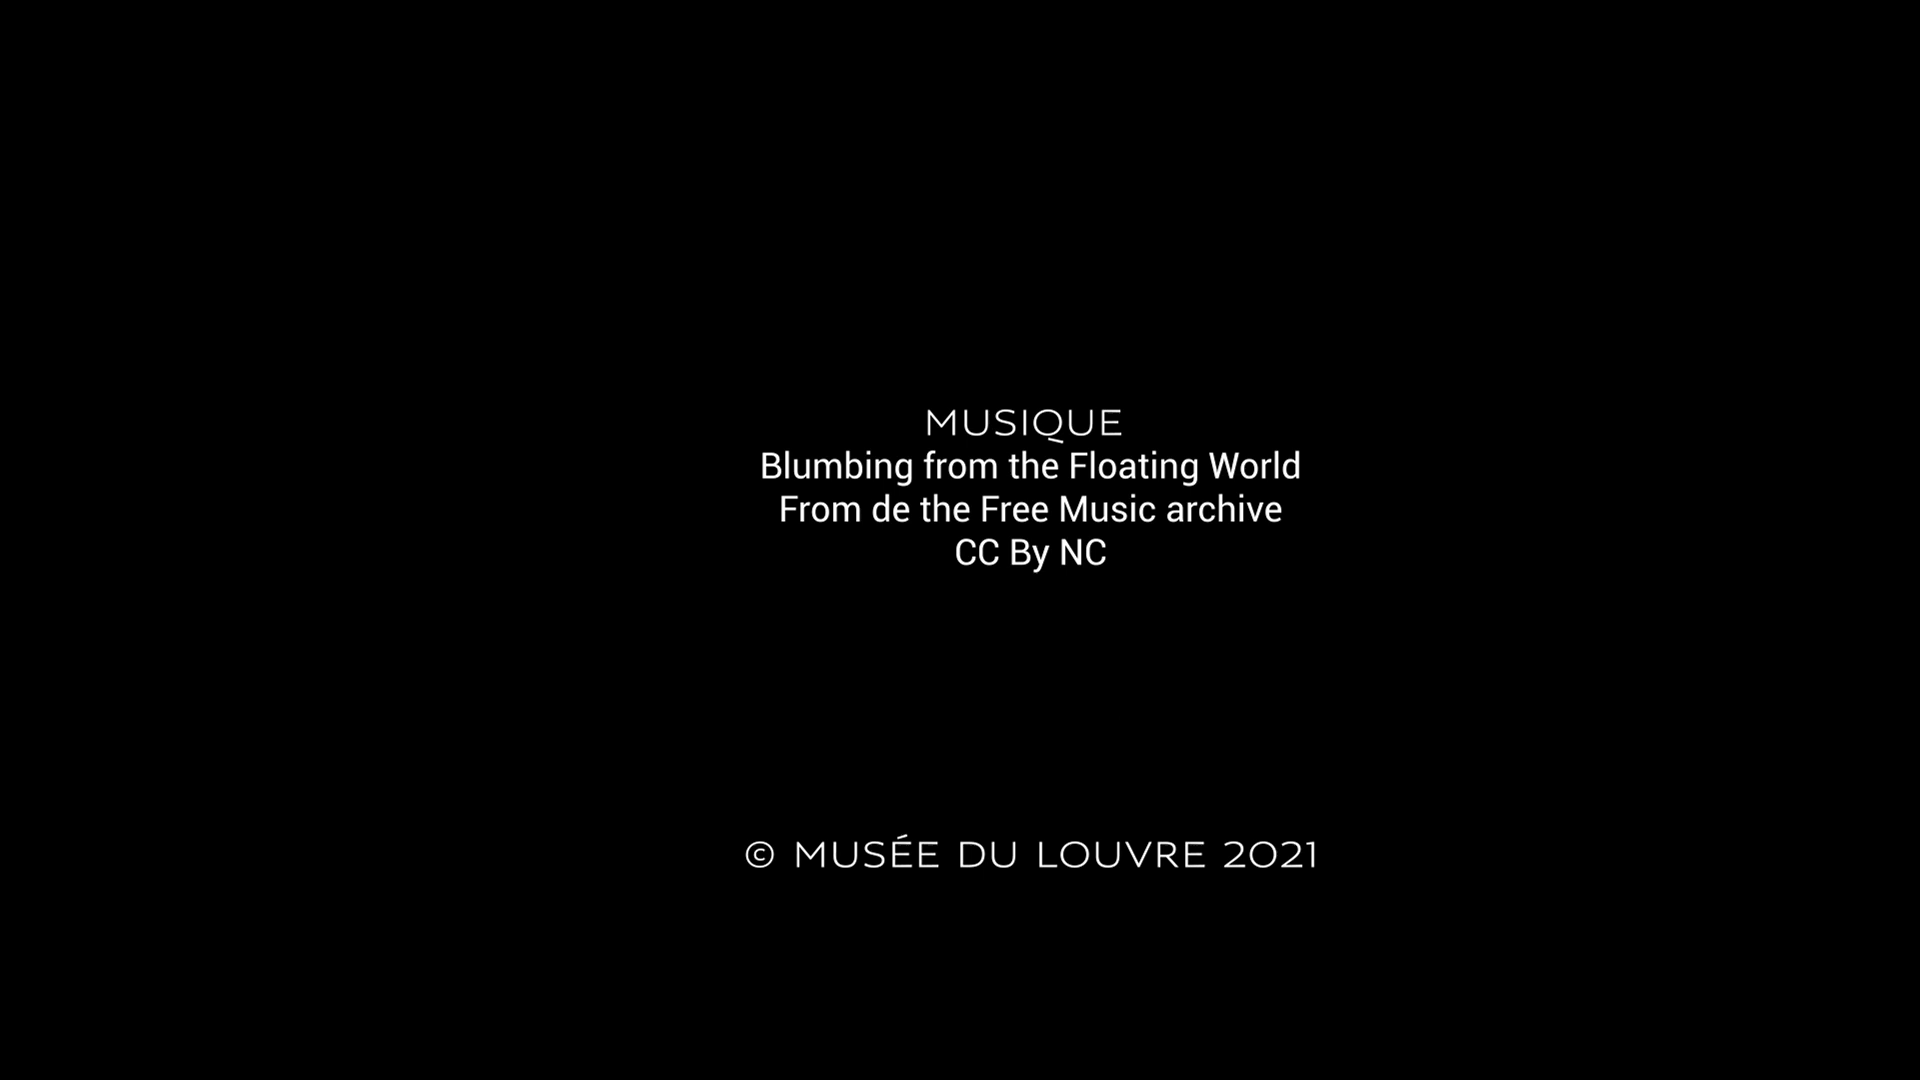 MUSIQUE
Blumbing from the Floating World
From de the Free Music archive
CC By NC
© MUSÉE DU LOUVRE 2021